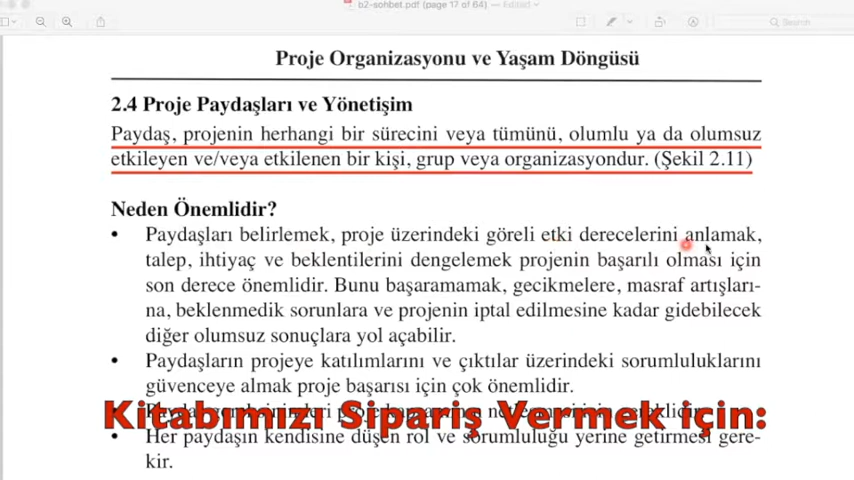 b2-sohbet.pdf (page 17 of 64) — Edited
Search
Proje Organizasyonu ve Yaşam Döngüsü
2.4 Proje Paydaşları ve Yönetişim
Paydaş, projenin herhangi bir sürecini veya tümünü, olumlu ya da olumsuz
etkileyen ve/veya etkilenen bir kişi, grup veya organizasyondur. (Şekil 2.11)
Neden Önemlidir?
• Paydaşları belirlemek, proje üzerindeki göreli etki derecelerini anlamak,
talep, ihtiyaç ve beklentilerini dengelemek projenin başarılı olması için
son derece önemlidir. Bunu başaramamak, gecikmelere, masraf artışları-
na, beklenmedik sorunlara ve projenin iptal edilmesine kadar gidebilecek
diğer olumsuz sonuçlara yol açabilir.
• Paydaşların projeye katılımlarını ve çıktılar üzerindeki sorumluluklarını
güvenceye almak proje başarısı için çok önemlidir.
Kitabımızı Sipariş Vermek için:
• Her paydaşın kendisine düşen rol ve sorumluluğu yerine getirmesi gere-
kir.